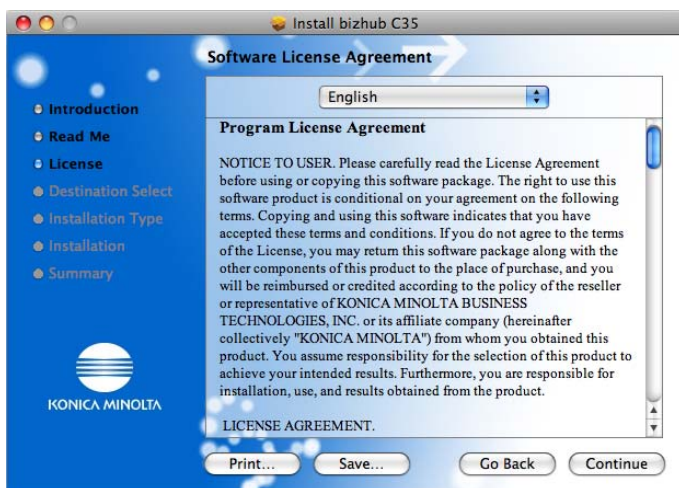 Install bizhub C35
Software License Agreement
Introduction
Read Me
License
Destination Select
Installation Type
Installation
Summary
KONICA MINOLTA
English
Program License Agreement
NOTICE TO USER. Please carefully read the License Agreement
before using or copying this software package. The right to use this
software product is conditional on your agreement on the following
terms. Copying and using this software indicates that you have
accepted these terms and conditions. If you do not agree to the terms
of the License, you may return this software package along with the
other components of this product to the place of purchase, and you
will be reimbursed or credited according to the policy of the reseller
or representative of KONICA MINOLTA BUSINESS
TECHNOLOGIES, INC. or its affiliate company (hereinafter
collectively "KONICA MINOLTA") from whom you obtained this
product. You assume responsibility for the selection of this product to
achieve your intended results. Furthermore, you are responsible for
installation, use, and results obtained from the product.
LICENSE AGREEMENT.
Print...
Save...
Go Back
Continue